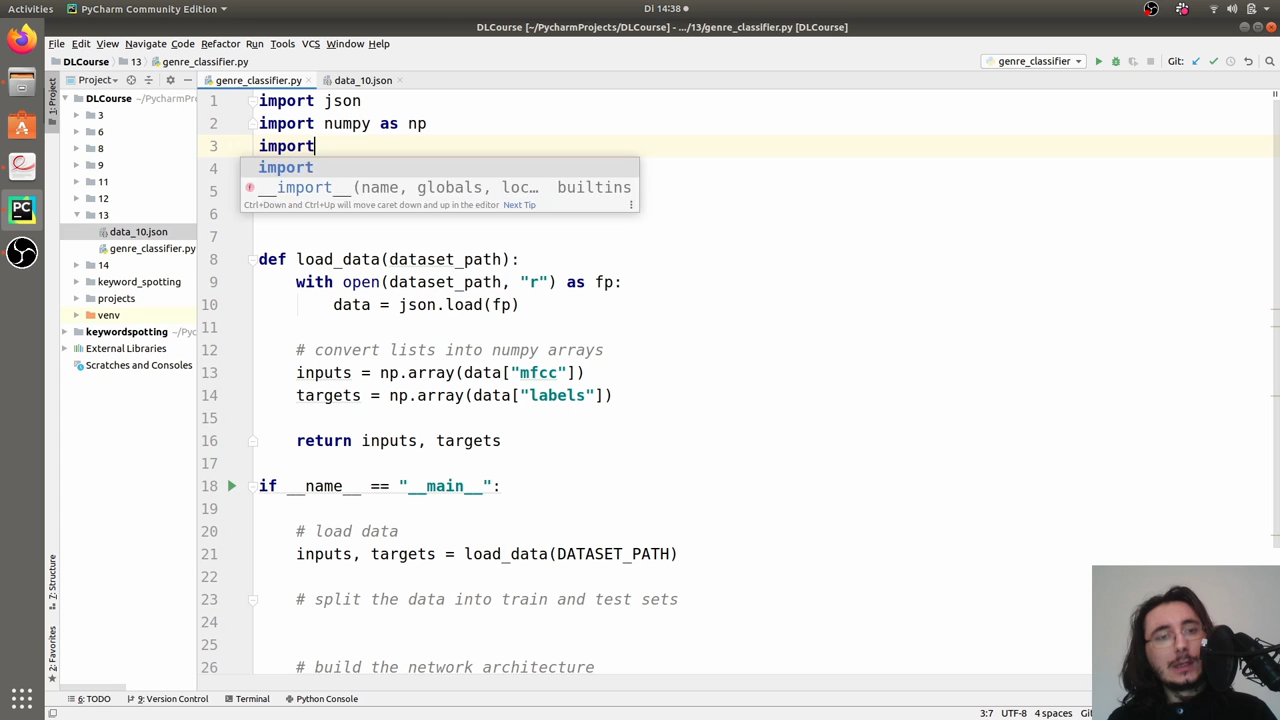 Activities
PyCharm Community Edition
Di 14:38
DLCourse [~/PycharmProjects/DLCourse] - .../13/genre_classifier.py [DLCourse]
File Edit View Navigate Code Refactor Run Tools VCS Window Help
DLCourse 13 genre_classifier.py
genre_classifier
Git:
Project
genre_classifier.py
data_10.json
1: Project
DLCourse ~/PycharmPr
3
6
8
9
11
12
13
data_10.json
genre_classifier.py
14
keyword_spotting
projects
venv
keywordspotting ~/Py
External Libraries
Scratches and Consoles
7: Structure
2: Favorites
1 import json
2 import numpy as np
3 import
import
__import__(name, globals, loc... builtins
Ctrl+Down and Ctrl+Up will move caret down and up in the editor Next Tip
4
5
6
7
8 def load_data(dataset_path):
9 with open(dataset_path, "r") as fp:
10 data = json.load(fp)
11
12 # convert lists into numpy arrays
13 inputs = np.array(data["mfcc"])
14 targets = np.array(data["labels"])
15
16 return inputs, targets
17
18 if __name__ == "__main__":
19
20 # load data
21 inputs, targets = load_data(DATASET_PATH)
22
23 # split the data into train and test sets
24
25
26 # build the network architecture
6: TODO
9: Version Control
Terminal
Python Console
3:7 UTF-8 4 spaces